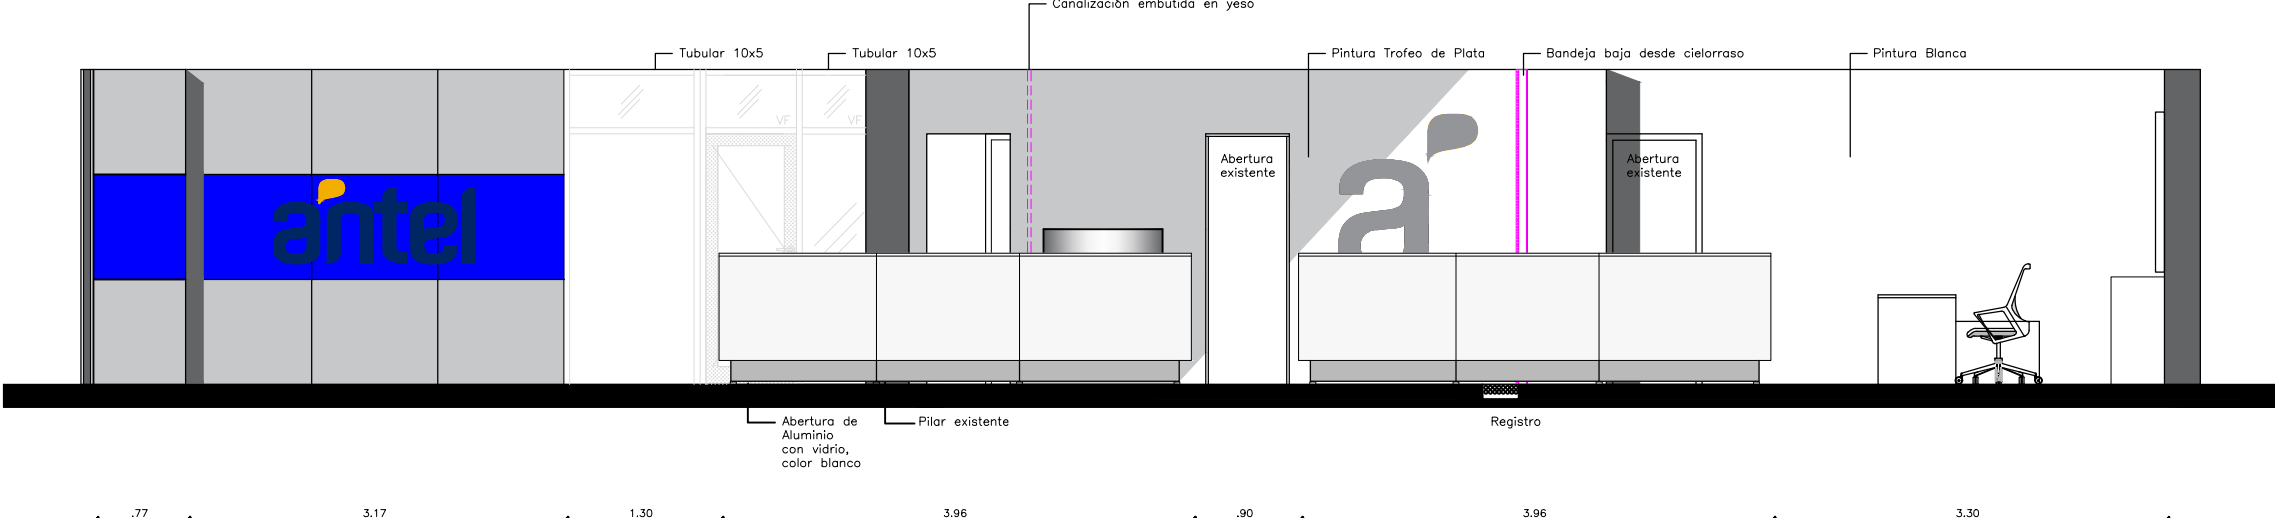 Canalización embutida en yeso
Tubular 10x5
Tubular 10x5
Pintura Trofeo de Plata
Bandeja baja desde cielorraso
Pintura Blanca
VF
VF
Abertura
existente
Abertura
existente
antel
a
Abertura de
Aluminio
con vidrio,
color blanco
Pilar existente
Registro
.77
3.17
1.30
3.96
.90
3.96
3.30